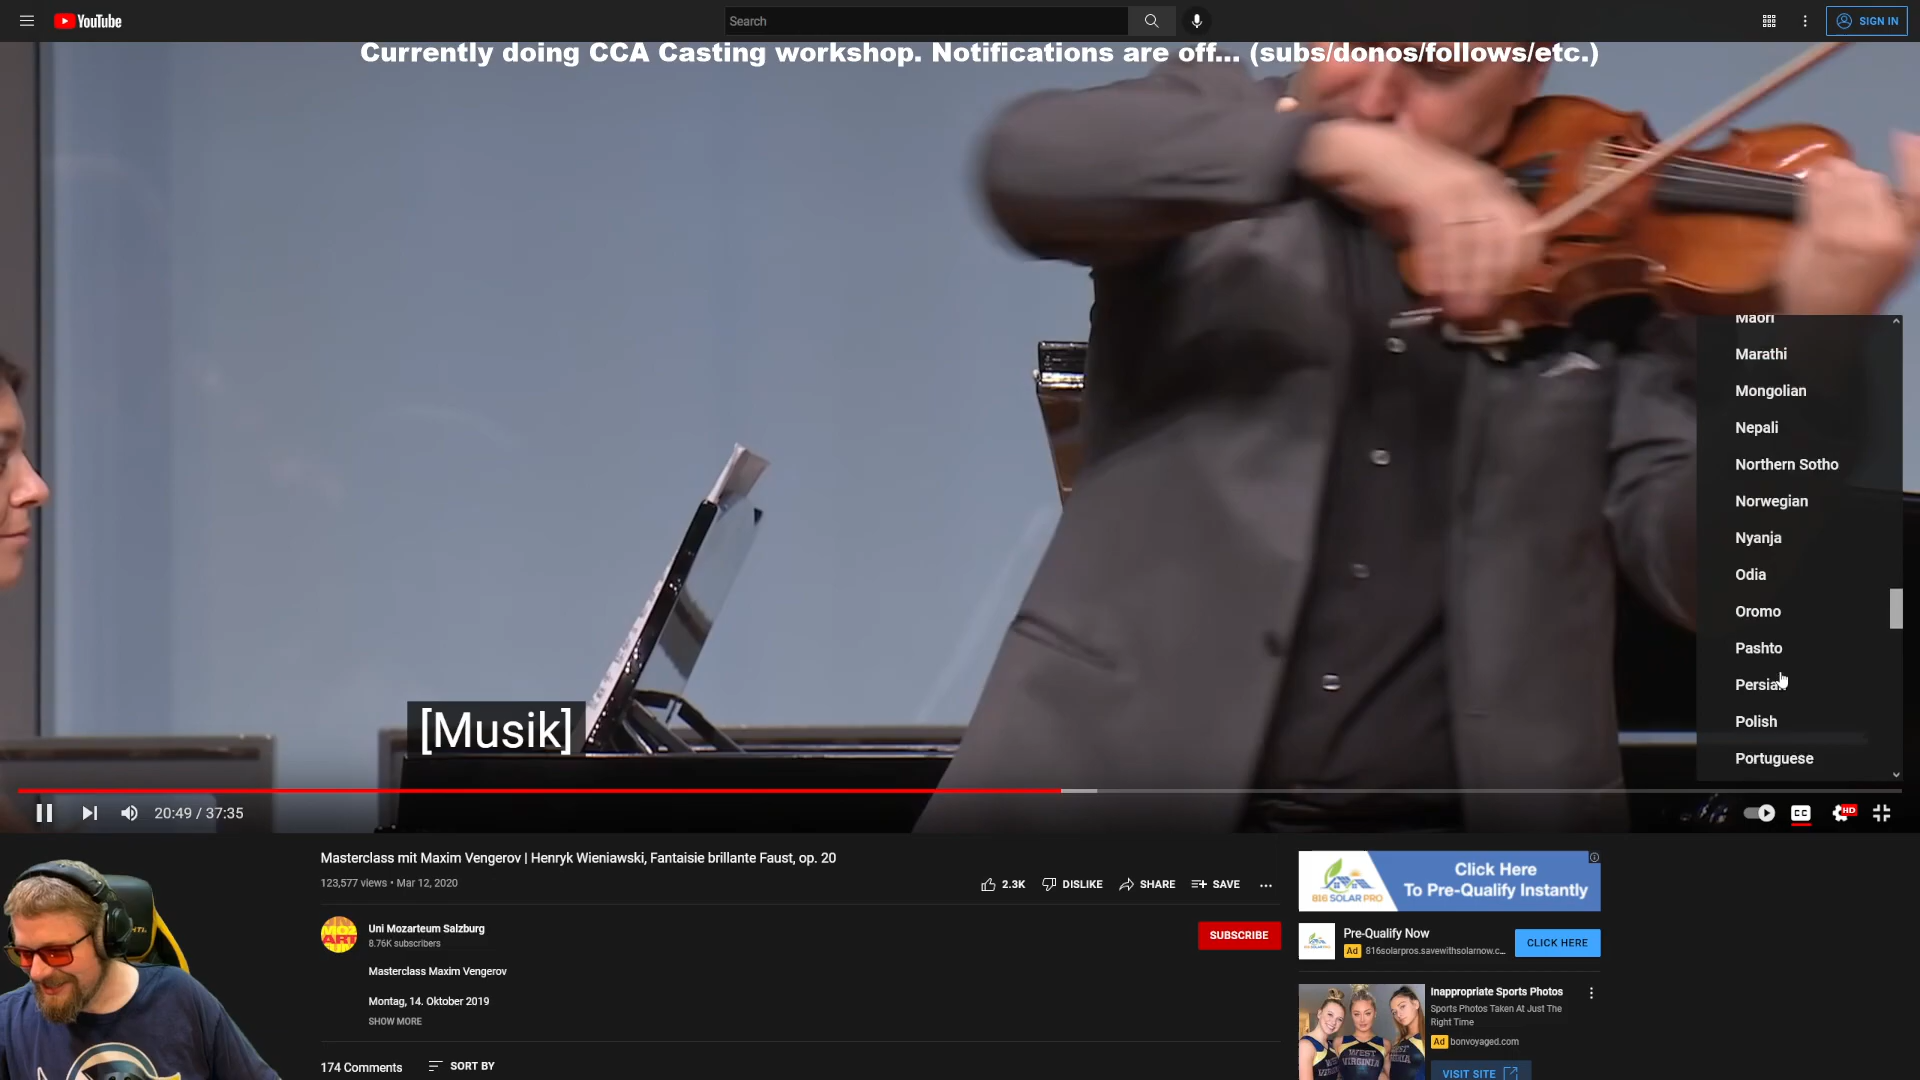 YouTube
Search
SIGN IN
Currently doing CCA Casting workshop. Notifications are off... (subs/donos/follows/etc.)
Maori
Marathi
Mongolian
Nepali
Northern Sotho
Norwegian
Nyanja
Odia
Oromo
Pashto
Persian
Polish
Portuguese
[Musik]
20:49 / 37:35
CC
HD
Masterclass mit Maxim Vengerov | Henryk Wieniawski, Fantaisie brillante Faust, op. 20
123,577 views • Mar 12, 2020
2.3K
DISLIKE
SHARE
SAVE
Uni Mozarteum Salzburg
8.76K subscribers
SUBSCRIBE
Masterclass Maxim Vengerov
Montag, 14. Oktober 2019
SHOW MORE
174 Comments
SORT BY
816 SOLAR PRO
Click Here
To Pre-Qualify Instantly
Pre-Qualify Now
Ad 816solarpros.savewithsolarnow.c...
CLICK HERE
Inappropriate Sports Photos
Sports Photos Taken At Just The
Right Time
Ad bonvoyaged.com
VISIT SITE
WEST
VIRGINIA